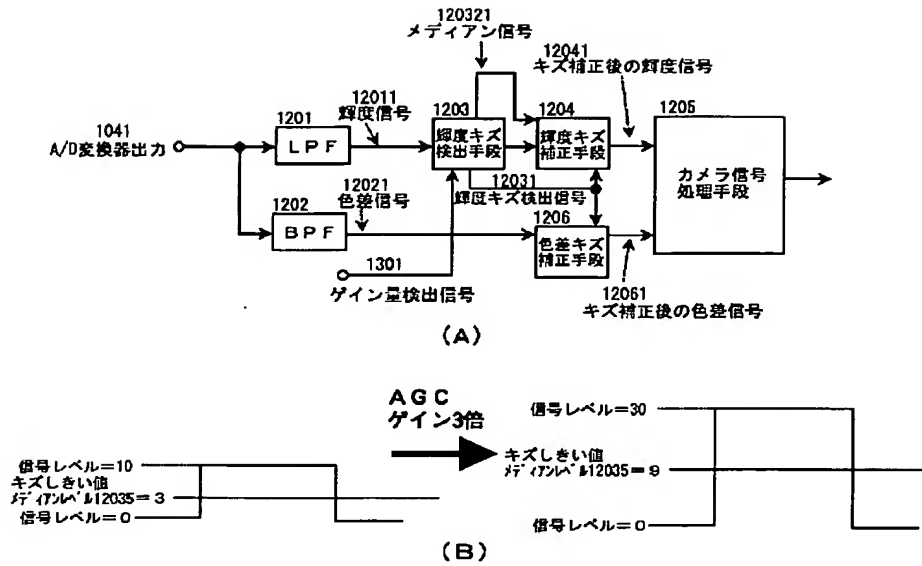 120321
メディアン信号
12041
キズ補正後の輝度信号
1041
A/D変換器出力
1201
LPF
12011
輝度信号
1203
輝度キズ
検出手段
1204
輝度キズ
補正手段
1205
カメラ信号
処理手段
12031
輝度キズ検出信号
1202
BPF
12021
色差信号
1206
色差キズ
補正手段
1301
ゲイン量検出信号
12061
キズ補正後の色差信号
(A)
AGC
ゲイン3倍
信号レベル=10
キズしきい値
メディアンレベル12035=3
信号レベル=0
信号レベル=30
キズしきい値
メディアンレベル12035=9
信号レベル=0
(B)